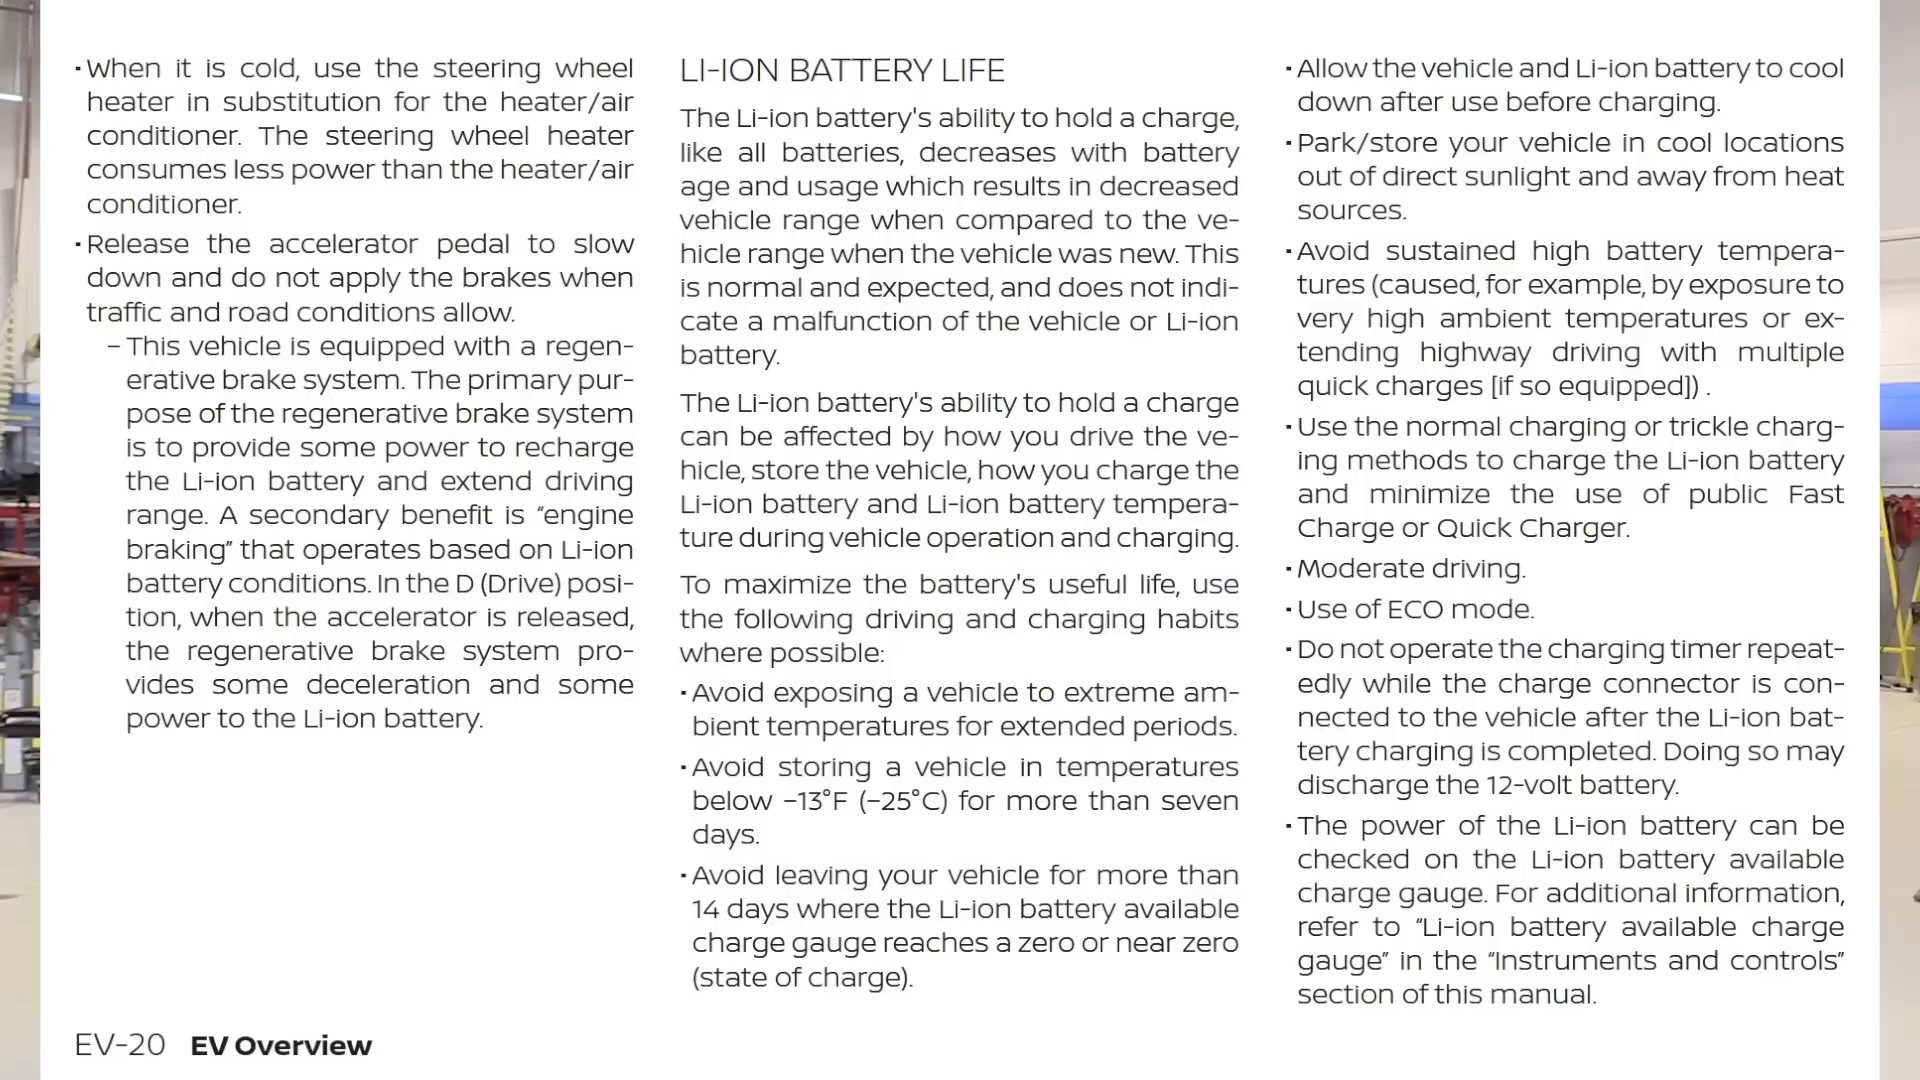 · When it is cold, use the steering wheel
heater in substitution for the heater/air
conditioner. The steering wheel heater
consumes less power than the heater/air
conditioner.
· Release the accelerator pedal to slow
down and do not apply the brakes when
traffic and road conditions allow.
– This vehicle is equipped with a regen-
erative brake system. The primary pur-
pose of the regenerative brake system
is to provide some power to recharge
the Li-ion battery and extend driving
range. A secondary benefit is “engine
braking” that operates based on Li-ion
battery conditions. In the D (Drive) posi-
tion, when the accelerator is released,
the regenerative brake system pro-
vides some deceleration and some
power to the Li-ion battery.
LI-ION BATTERY LIFE
The Li-ion battery's ability to hold a charge,
like all batteries, decreases with battery
age and usage which results in decreased
vehicle range when compared to the ve-
hicle range when the vehicle was new. This
is normal and expected, and does not indi-
cate a malfunction of the vehicle or Li-ion
battery.
The Li-ion battery's ability to hold a charge
can be affected by how you drive the ve-
hicle, store the vehicle, how you charge the
Li-ion battery and Li-ion battery tempera-
ture during vehicle operation and charging.
To maximize the battery's useful life, use
the following driving and charging habits
where possible:
· Avoid exposing a vehicle to extreme am-
bient temperatures for extended periods.
· Avoid storing a vehicle in temperatures
below −13°F (−25°C) for more than seven
days.
· Avoid leaving your vehicle for more than
14 days where the Li-ion battery available
charge gauge reaches a zero or near zero
(state of charge).
· Allow the vehicle and Li-ion battery to cool
down after use before charging.
· Park/store your vehicle in cool locations
out of direct sunlight and away from heat
sources.
· Avoid sustained high battery tempera-
tures (caused, for example, by exposure to
very high ambient temperatures or ex-
tending highway driving with multiple
quick charges [if so equipped]) .
· Use the normal charging or trickle charg-
ing methods to charge the Li-ion battery
and minimize the use of public Fast
Charge or Quick Charger.
· Moderate driving.
· Use of ECO mode.
· Do not operate the charging timer repeat-
edly while the charge connector is con-
nected to the vehicle after the Li-ion bat-
tery charging is completed. Doing so may
discharge the 12-volt battery.
· The power of the Li-ion battery can be
checked on the Li-ion battery available
charge gauge. For additional information,
refer to “Li-ion battery available charge
gauge” in the “Instruments and controls”
section of this manual.
EV-20 EV Overview